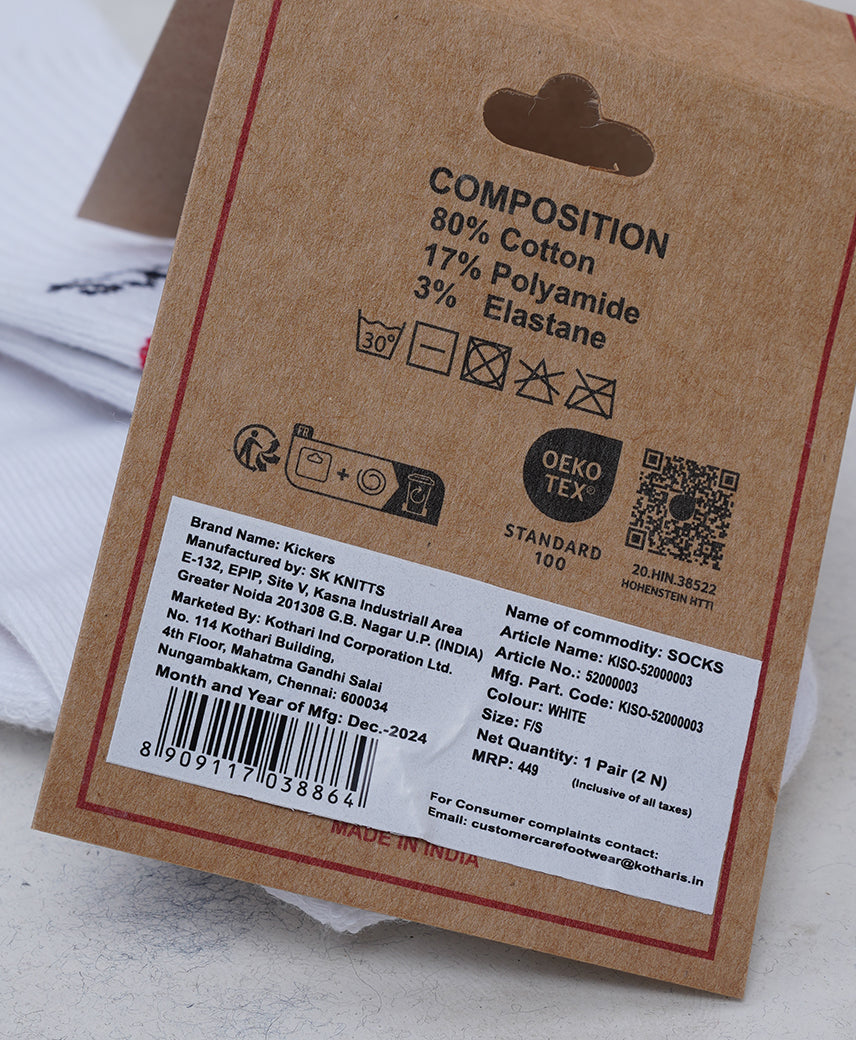 COMPOSITION
80% Cotton
17% Polyamide
3% Elastane
30°
FR
+
OEKO
TEX®
STANDARD
100
20.HIN.38522
HOHENSTEIN HTTI
Brand Name: Kickers
Manufactured by: SK KNITTS
E-132, EPIP, Site V, Kasna Industriall Area
Greater Noida 201308 G.B. Nagar U.P. (INDIA)
Marketed By: Kothari Ind Corporation Ltd.
No. 114 Kothari Building,
4th Floor, Mahatma Gandhi Salai
Nungambakkam, Chennai: 600034
Month and Year of Mfg: Dec.-2024
8 909117 038864
Name of commodity: SOCKS
Article Name: KISO-52000003
Article No.: 52000003
Mfg. Part. Code: KISO-52000003
Colour: WHITE
Size: F/S
Net Quantity: 1 Pair (2 N)
MRP: 449
(Inclusive of all taxes)
For Consumer complaints contact:
Email: customercarefootwear@kotharis.in
MADE IN INDIA